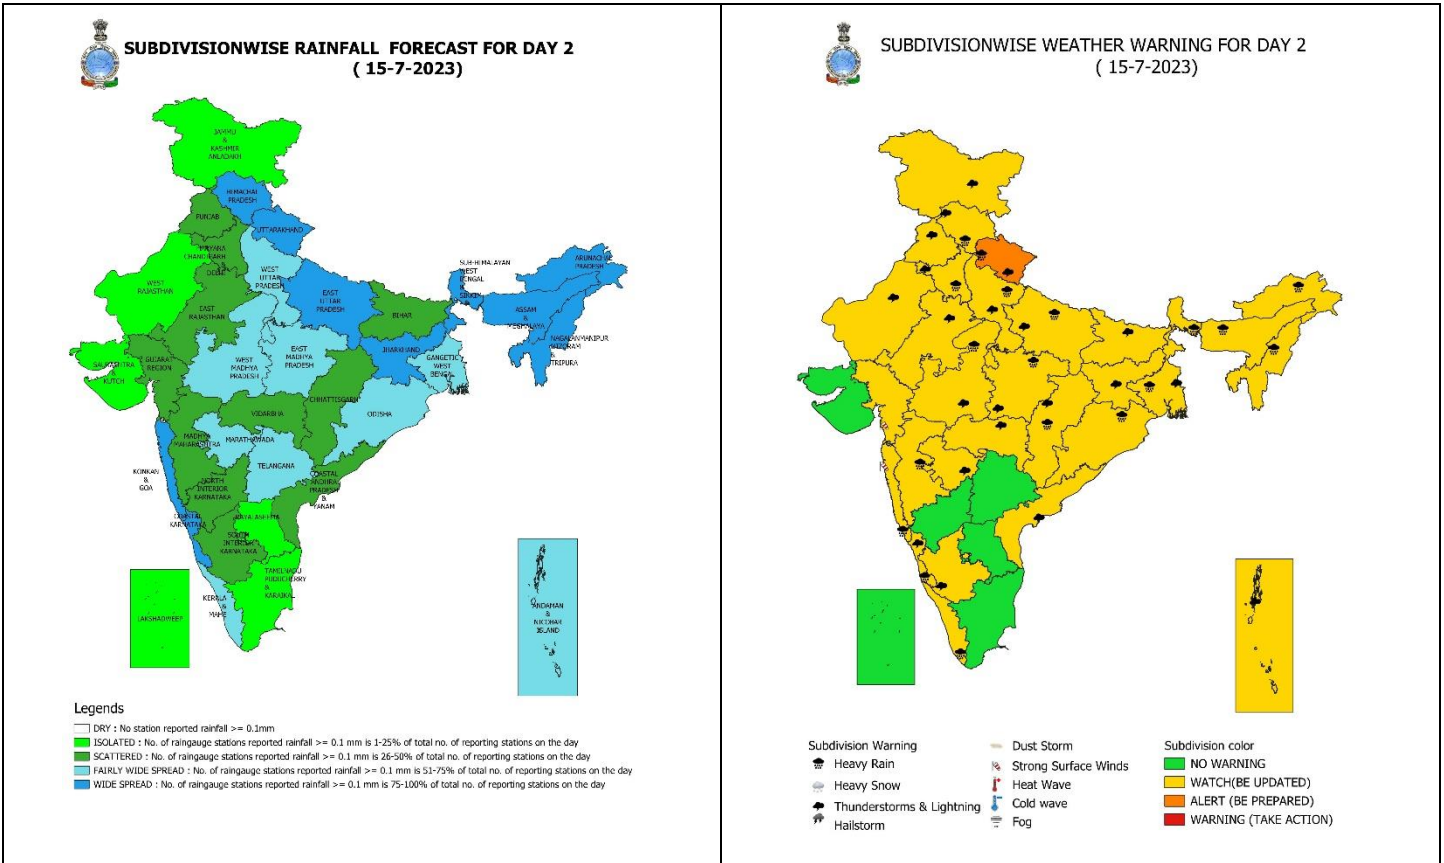 SUBDIVISIONWISE RAINFALL FORECAST FOR DAY 2
( 15-7-2023)
JAMMU
&
KASHMIR
ANLADAKH
HIMACHAL
PRADESH
PUNJAB
UTTARAKHAND
HARYANA
CHANDIGARH
&
DELHI
WEST
RAJASTHAN
WEST
UTTAR
PRADESH
EAST
UTTAR
PRADESH
SUB-HIMALAYAN
WEST
BENGAL
&
SIKKIM
ARUNACHAL
PRADESH
ASSAM
&
MEGHALAYA
NAGALANMANIPUR
MIZORAM
&
TRIPURA
EAST
RAJASTHAN
BIHAR
JHARKHAND
GANGETIC
WEST
BENGAL
SAURASHTRA
&
KUTCH
GUJARAT
REGION
WEST
MADHYA
PRADESH
EAST
MADHYA
PRADESH
CHHATTISGARH
ODISHA
VIDARBHA
MADHYA
MAHARASHTRA
MARATHAWADA
TELANGANA
KONKAN
&
GOA
NORTH
INTERIOR
KARNATAKA
COASTAL
ANDHRA
PRADESH
&
YANAM
COASTAL
KARNATAKA
RAYALASEEMA
SOUTH
INTERIOR
KARNATAKA
TAMILNADU
PUDUCHERRY
&
KARAIKAL
KERALA
&
MAHE
LAKSHADWEEP
ANDAMAN
&
NICOBAR
ISLAND
Legends
DRY : No station reported rainfall >= 0.1mm
ISOLATED : No. of raingauge stations reported rainfall >= 0.1 mm is 1-25% of total no. of reporting stations on the day
SCATTERED : No. of raingauge stations reported rainfall >= 0.1 mm is 26-50% of total no. of reporting stations on the day
FAIRLY WIDE SPREAD : No. of raingauge stations reported rainfall >= 0.1 mm is 51-75% of total no. of reporting stations on the day
WIDE SPREAD : No. of raingauge stations reported rainfall >= 0.1 mm is 75-100% of total no. of reporting stations on the day
SUBDIVISIONWISE WEATHER WARNING FOR DAY 2
( 15-7-2023)
Subdivision Warning
Heavy Rain
Heavy Snow
Thunderstorms & Lightning
Hailstorm
Dust Storm
Strong Surface Winds
Heat Wave
Cold wave
Fog
Subdivision color
NO WARNING
WATCH(BE UPDATED)
ALERT (BE PREPARED)
WARNING (TAKE ACTION)